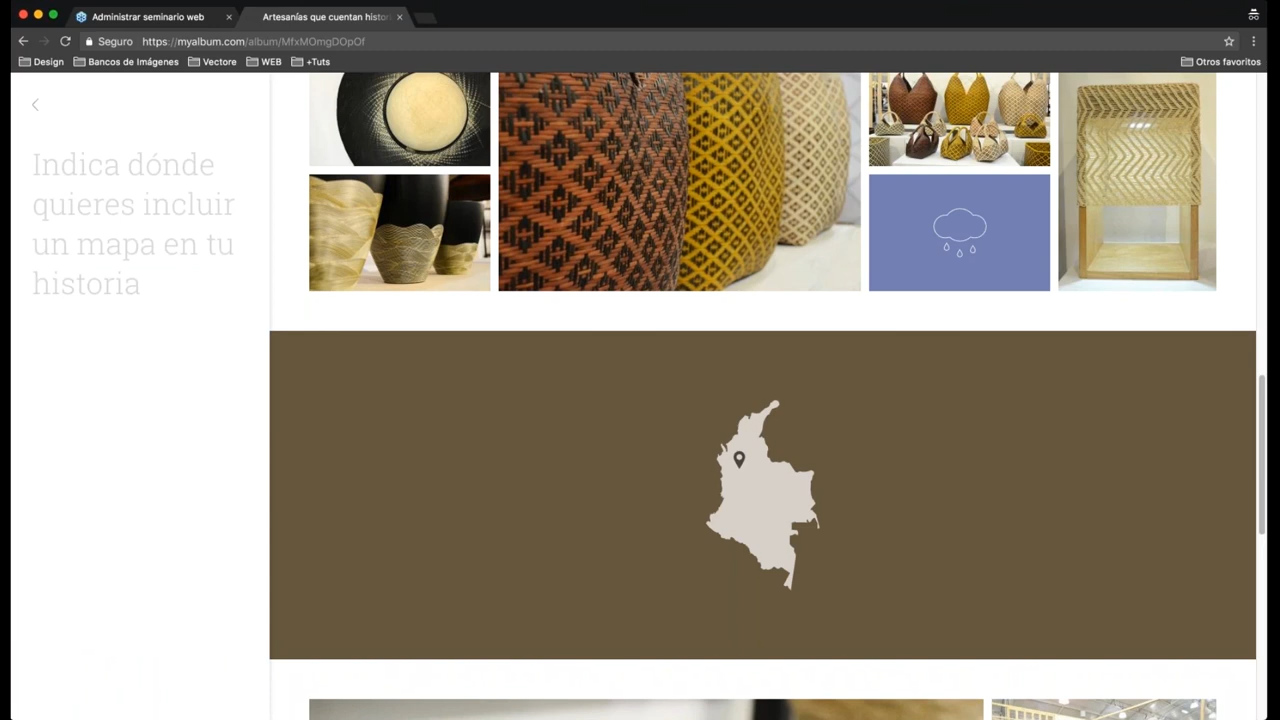 Administrar seminario web
Artesanías que cuentan histor
Seguro
https://myalbum.com/album/MfxMOmgDOpOf
Design
Bancos de Imágenes
Vectore
WEB
+Tuts
Otros favoritos
Indica dónde
quieres incluir
un mapa en tu
historia